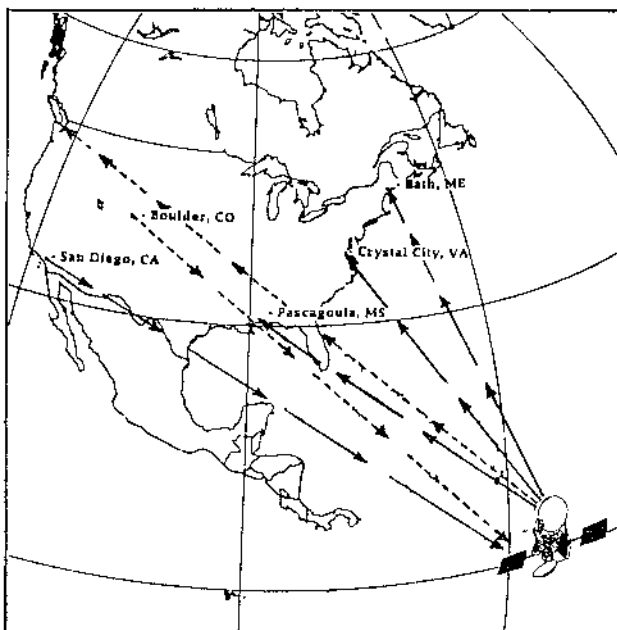 Bath, ME
Boulder, CO
Crystal City, VA
San Diego, CA
Pascagoula, MS